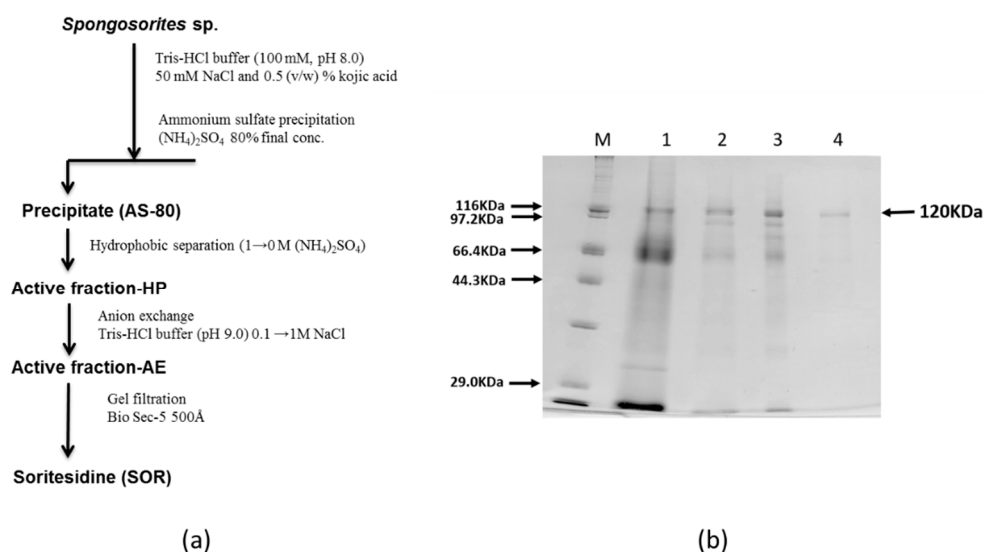 Spongosorites sp.
Tris-HCl buffer (100 mM, pH 8.0)
50 mM NaCl and 0.5 (v/w) % kojic acid
Ammonium sulfate precipitation
(NH₄)₂SO₄ 80% final conc.
Precipitate (AS-80)
Hydrophobic separation (1→0 M (NH₄)₂SO₄)
Active fraction-HP
Anion exchange
Tris-HCl buffer (pH 9.0) 0.1 →1M NaCl
Active fraction-AE
Gel filtration
Bio Sec-5 500Å
Soritesidine (SOR)
(a)
M 1 2 3 4
116KDa
97.2KDa
120KDa
66.4KDa
44.3KDa
29.0KDa
(b)